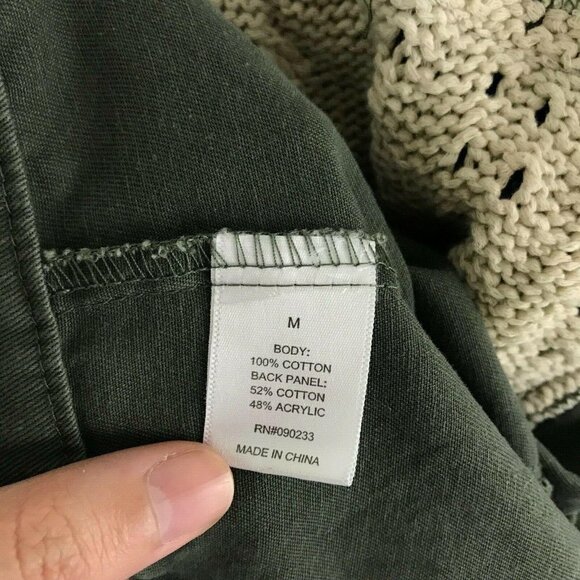 M
BODY:
100% COTTON
BACK PANEL:
52% COTTON
48% ACRYLIC
RN#090233
MADE IN CHINA